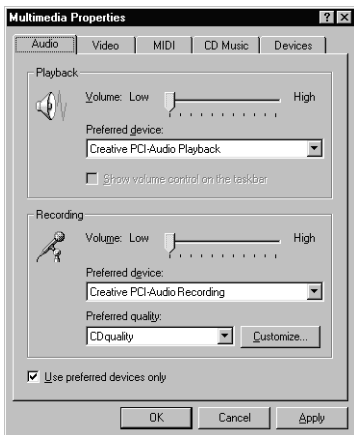 Multimedia Properties
Audio Video MIDI CD Music Devices
Playback
Volume: Low High
Preferred device:
Creative PCI-Audio Playback
Show volume control on the taskbar
Recording
Volume: Low High
Preferred device:
Creative PCI-Audio Recording
Preferred quality:
CD quality Customize...
Use preferred devices only
OK Cancel Apply